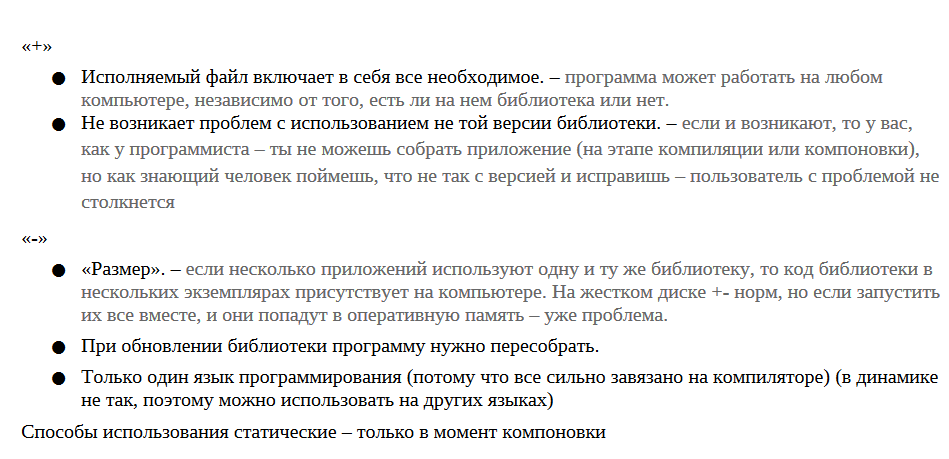 «+»
● Исполняемый файл включает в себя все необходимое. – программа может работать на любом
компьютере, независимо от того, есть ли на нем библиотека или нет.
● Не возникает проблем с использованием не той версии библиотеки. – если и возникают, то у вас,
как у программиста – ты не можешь собрать приложение (на этапе компиляции или компоновки),
но как знающий человек поймешь, что не так с версией и исправишь – пользователь с проблемой не
столкнется
«-»
● «Размер». – если несколько приложений используют одну и ту же библиотеку, то код библиотеки в
нескольких экземплярах присутствует на компьютере. На жестком диске +- норм, но если запустить
их все вместе, и они попадут в оперативную память – уже проблема.
● При обновлении библиотеки программу нужно пересобрать.
● Только один язык программирования (потому что все сильно завязано на компиляторе) (в динамике
не так, поэтому можно использовать на других языках)
Способы использования статические – только в момент компоновки